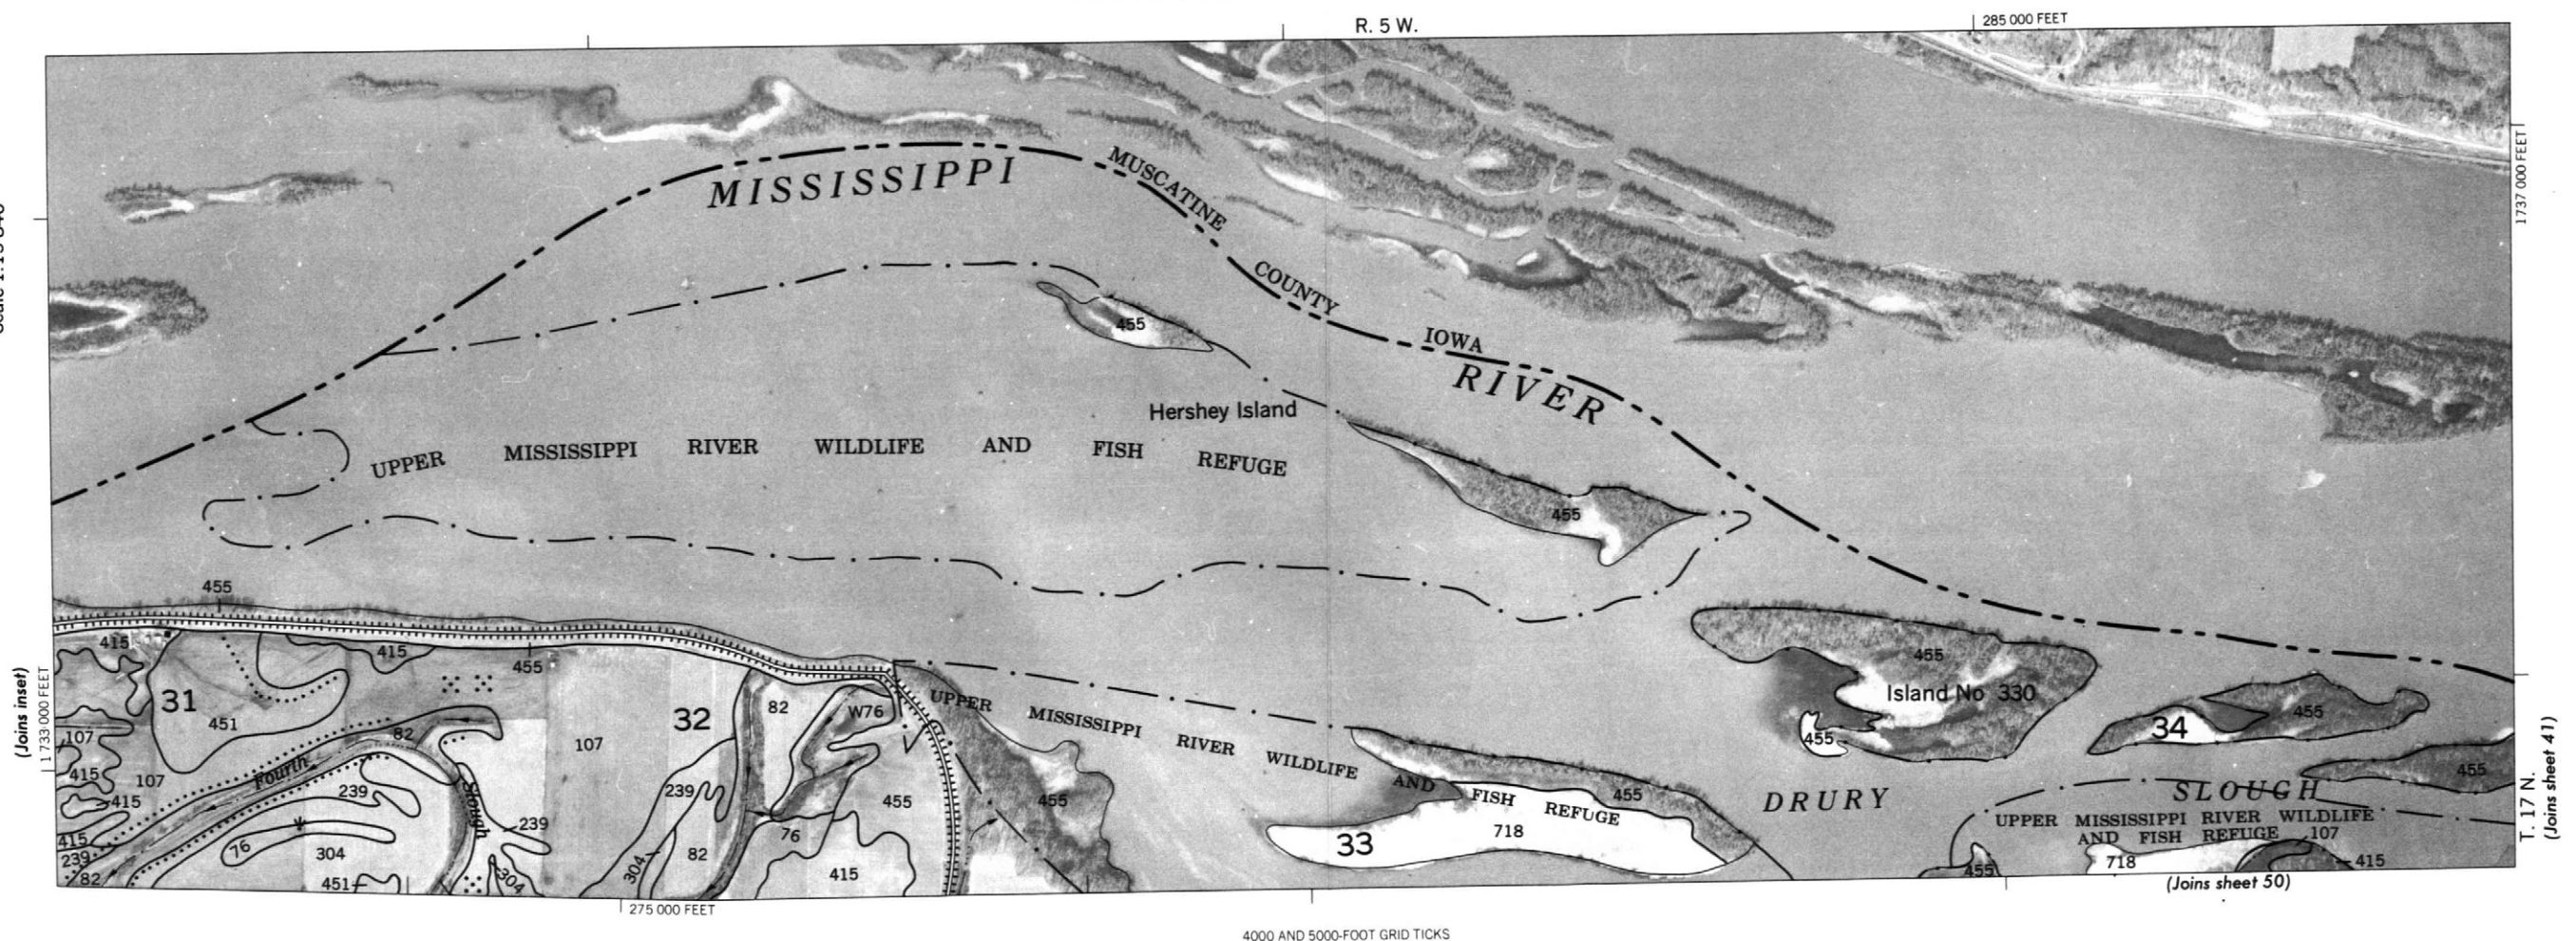 R. 5 W.
285 000 FEET
1737 000 FEET
MISSISSIPPI
MUSCATINE
COUNTY
IOWA
RIVER
455
Hershey Island
UPPER MISSISSIPPI RIVER WILDLIFE AND FISH REFUGE
455
455
455
415
415
455
31
451
107
415
107
415
415
239
82
Fourth
82
Slough
239
239
76
304
451
304
107
32
82
W76
239
304
82
76
455
415
UPPER MISSISSIPPI RIVER WILDLIFE AND FISH REFUGE
455
455
718
33
455
Island No 330
455
34
455
455
DRURY SLOUGH
UPPER MISSISSIPPI RIVER WILDLIFE
AND FISH REFUGE
107
718
415
455
(Joins inset)
1 733 000 FEET
T. 17 N.
(Joins sheet 41)
(Joins sheet 50)
275 000 FEET
4000 AND 5000-FOOT GRID TICKS